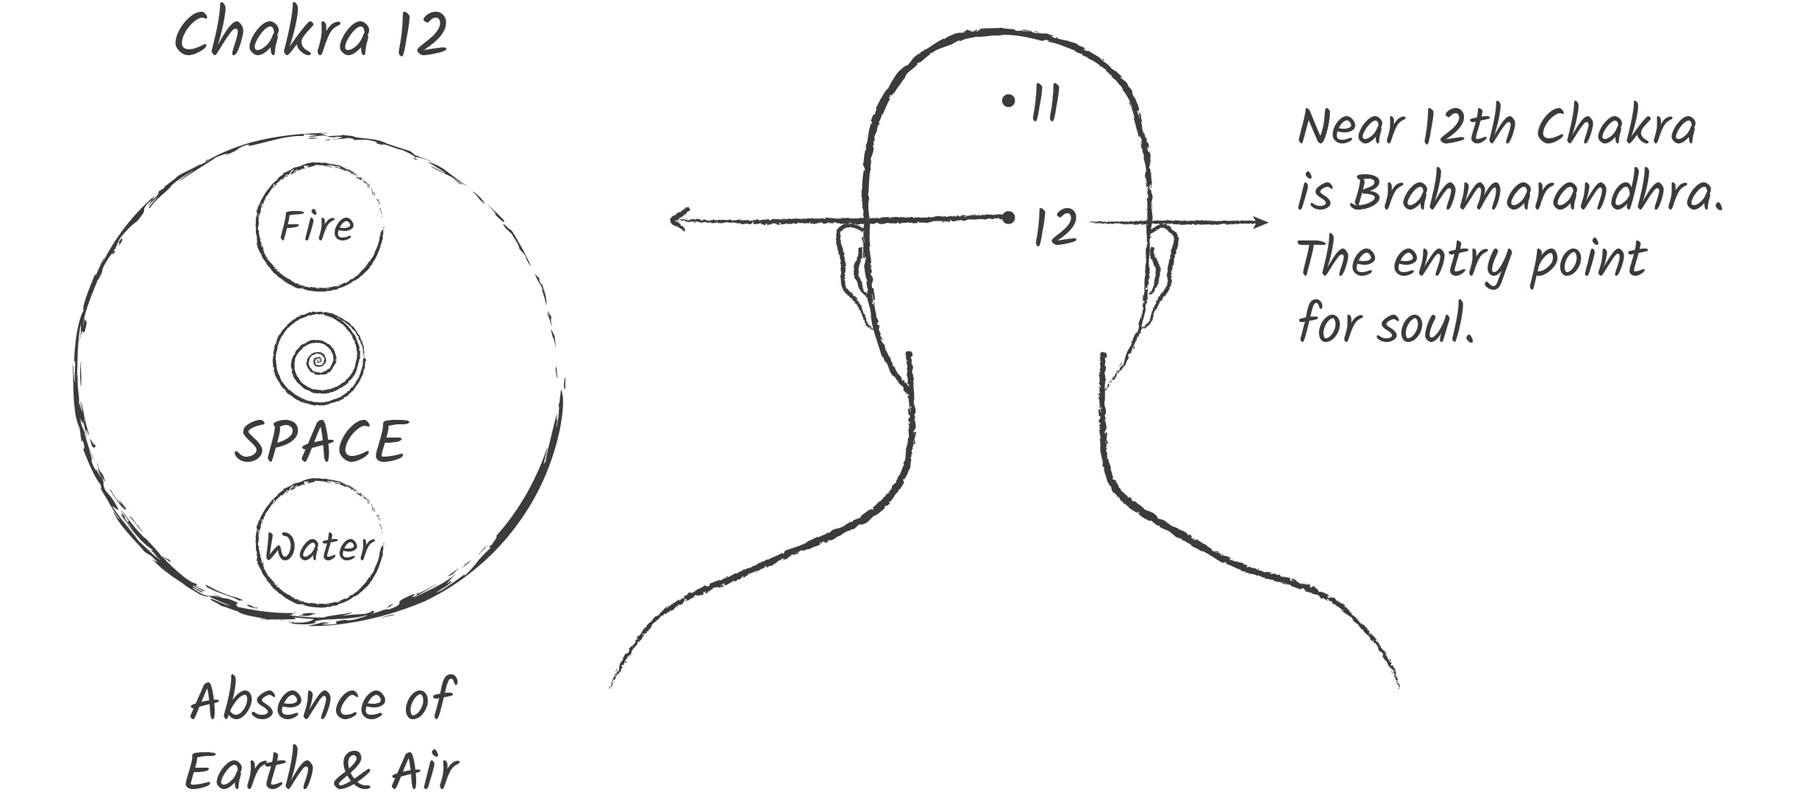 Chakra 12
Fire
SPACE
Water
Absence of
Earth & Air
11
12
Near 12th Chakra
is Brahmarandhra.
The entry point
for soul.